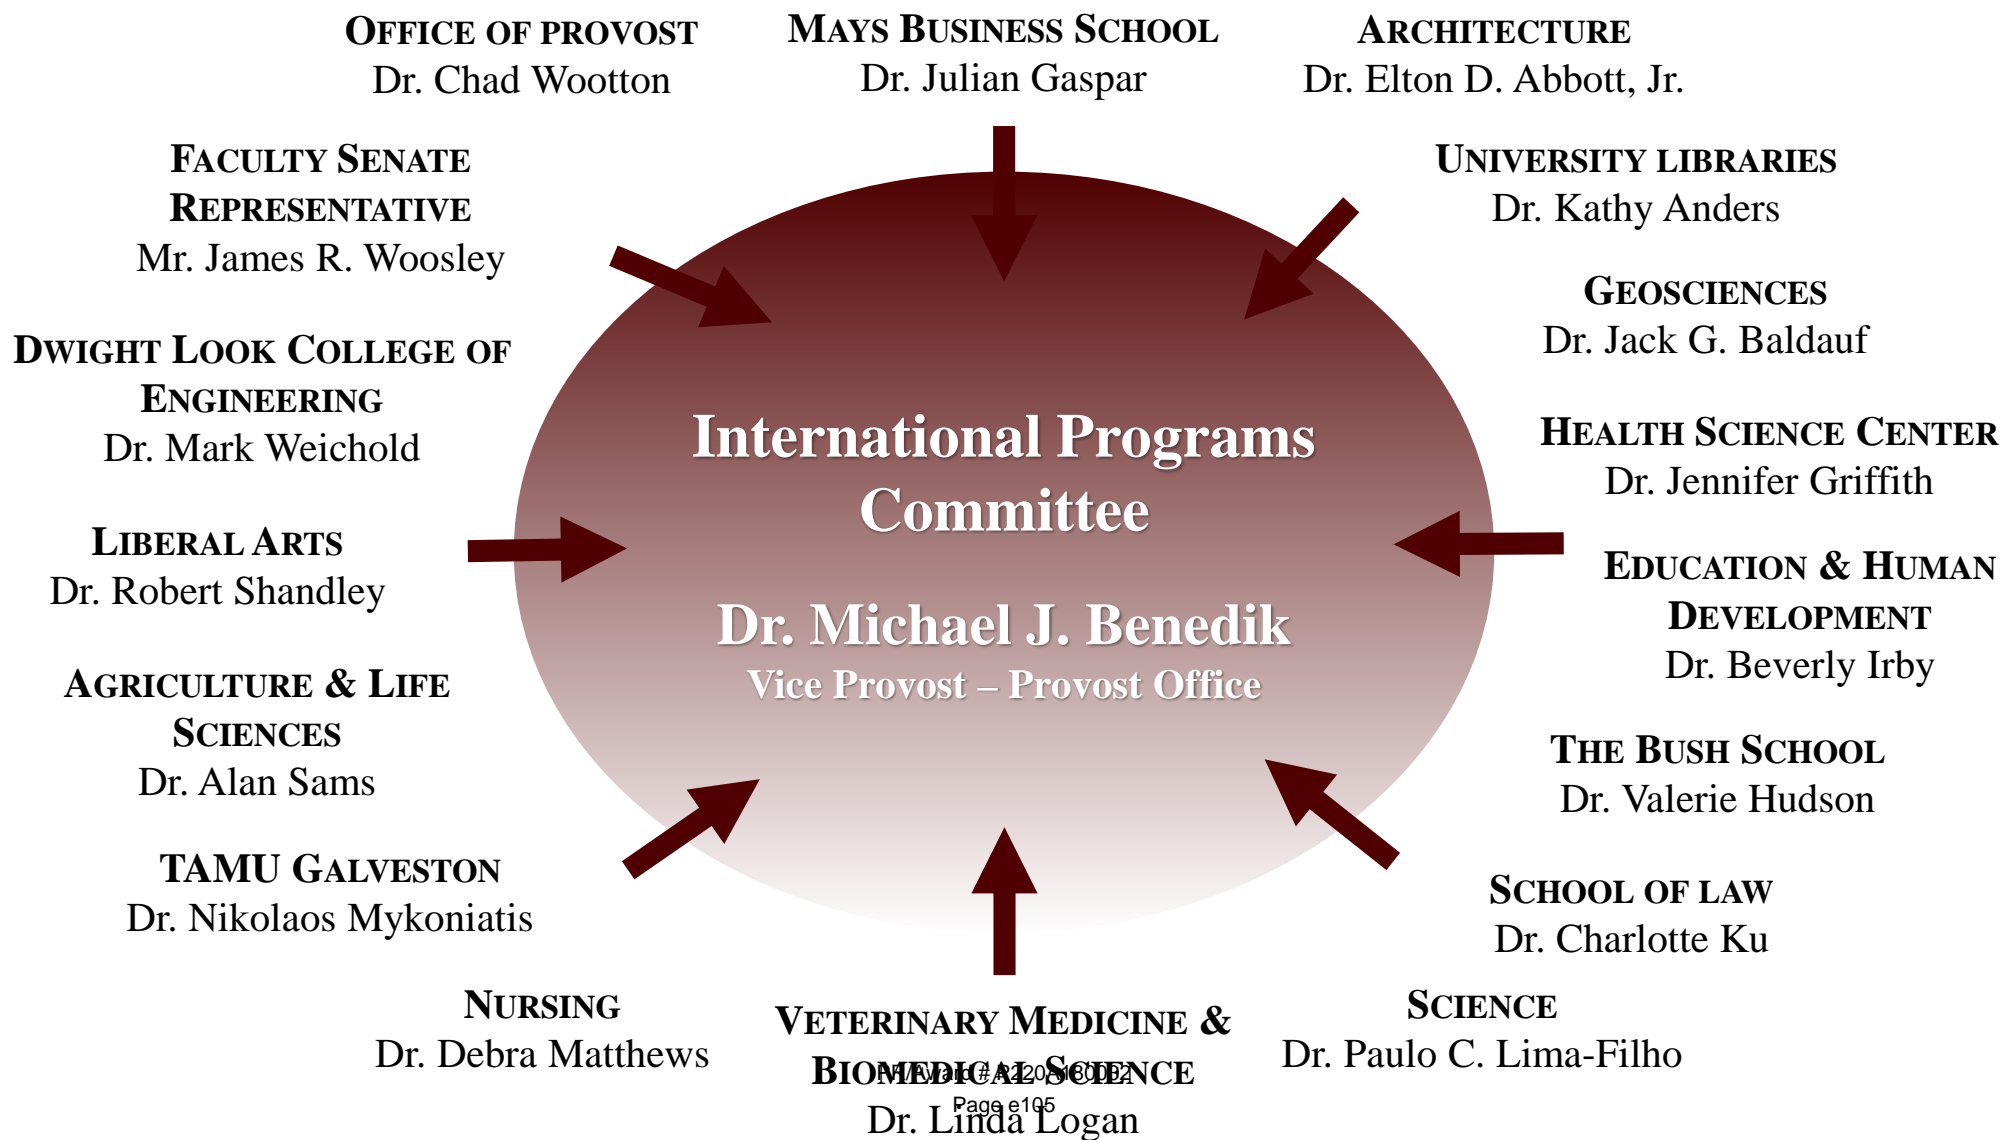 OFFICE OF PROVOST
Dr. Chad Wootton
MAYS BUSINESS SCHOOL
Dr. Julian Gaspar
ARCHITECTURE
Dr. Elton D. Abbott, Jr.
FACULTY SENATE
REPRESENTATIVE
Mr. James R. Woosley
UNIVERSITY LIBRARIES
Dr. Kathy Anders
GEOSCIENCES
Dr. Jack G. Baldauf
DWIGHT LOOK COLLEGE OF
ENGINEERING
Dr. Mark Weichold
International Programs
Committee
Dr. Michael J. Benedik
Vice Provost – Provost Office
HEALTH SCIENCE CENTER
Dr. Jennifer Griffith
LIBERAL ARTS
Dr. Robert Shandley
EDUCATION & HUMAN
DEVELOPMENT
Dr. Beverly Irby
AGRICULTURE & LIFE
SCIENCES
Dr. Alan Sams
THE BUSH SCHOOL
Dr. Valerie Hudson
TAMU GALVESTON
Dr. Nikolaos Mykoniatis
SCHOOL OF LAW
Dr. Charlotte Ku
NURSING
Dr. Debra Matthews
VETERINARY MEDICINE &
BIOMEDICAL SCIENCE
Dr. Linda Logan
SCIENCE
Dr. Paulo C. Lima-Filho
Page e105